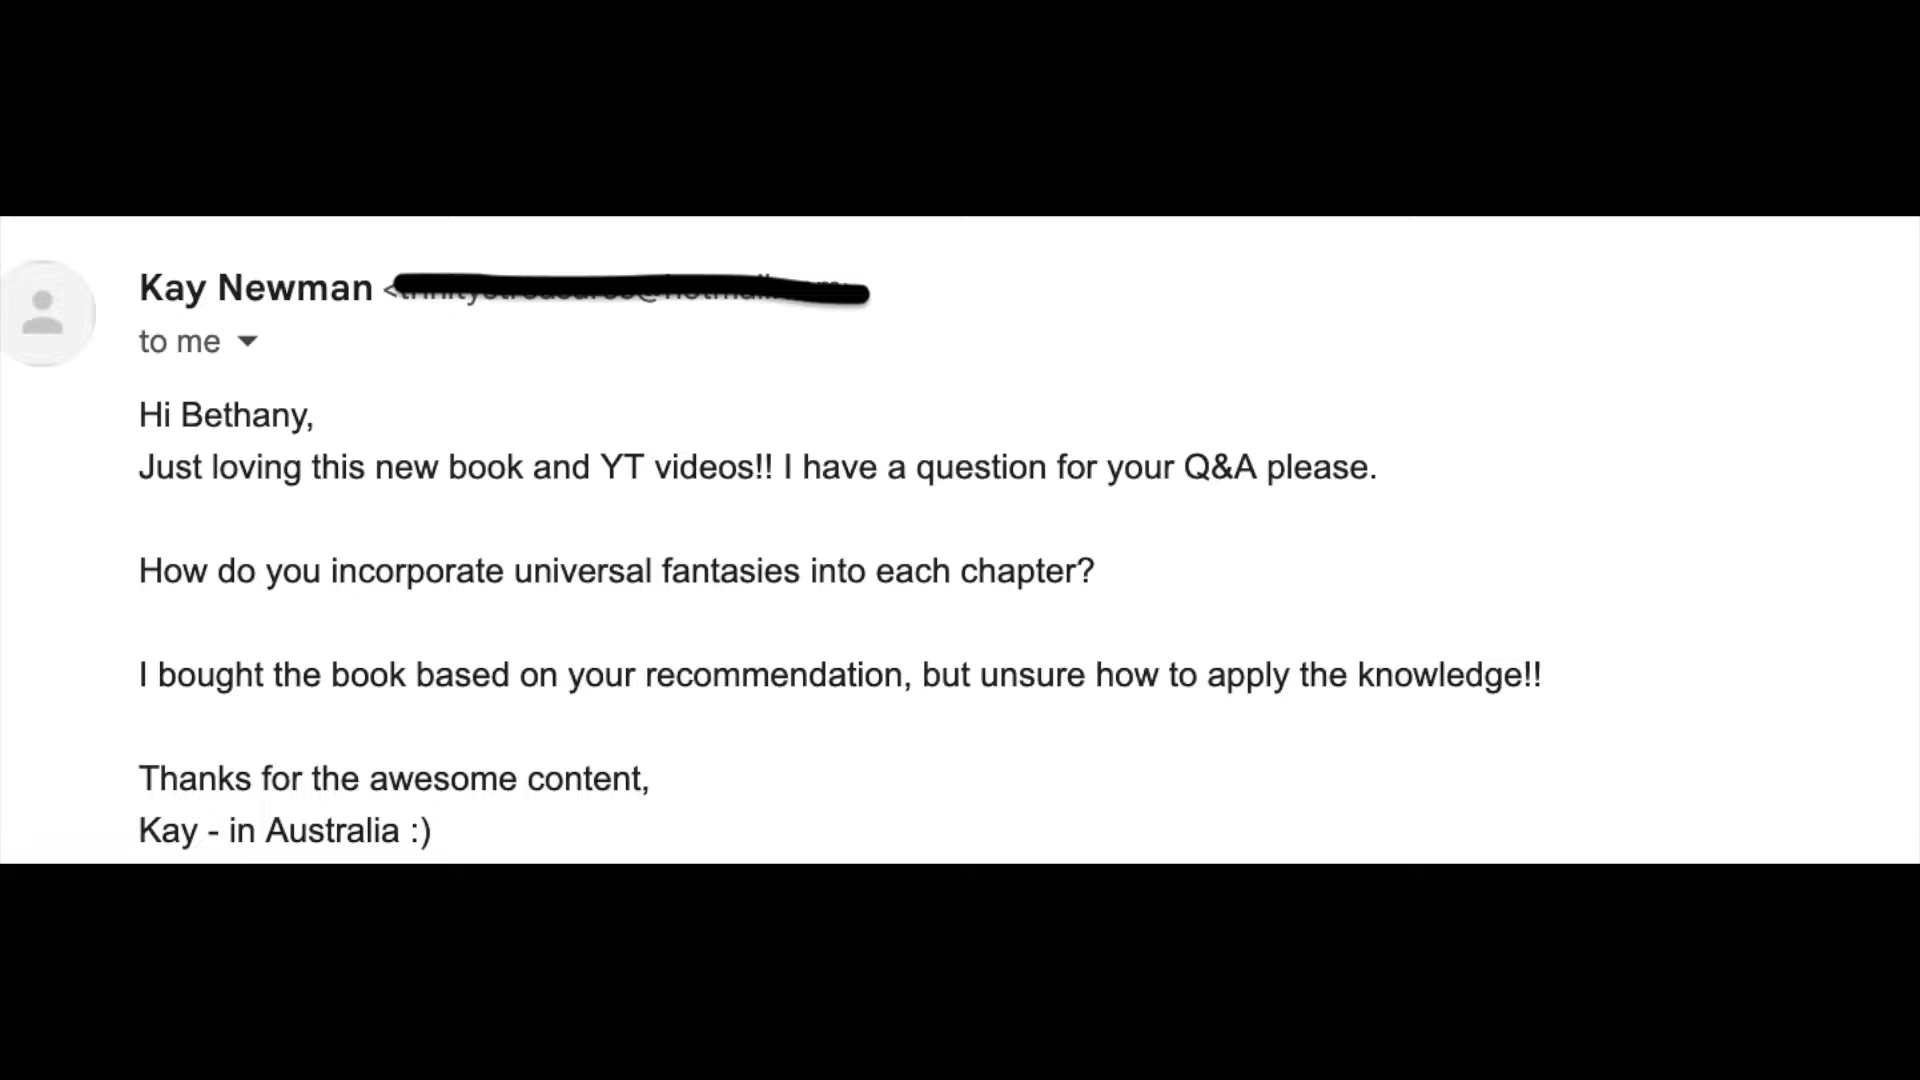 Kay Newman
to me
Hi Bethany,
Just loving this new book and YT videos!! I have a question for your Q&A please.
How do you incorporate universal fantasies into each chapter?
I bought the book based on your recommendation, but unsure how to apply the knowledge!!
Thanks for the awesome content,
Kay - in Australia :)